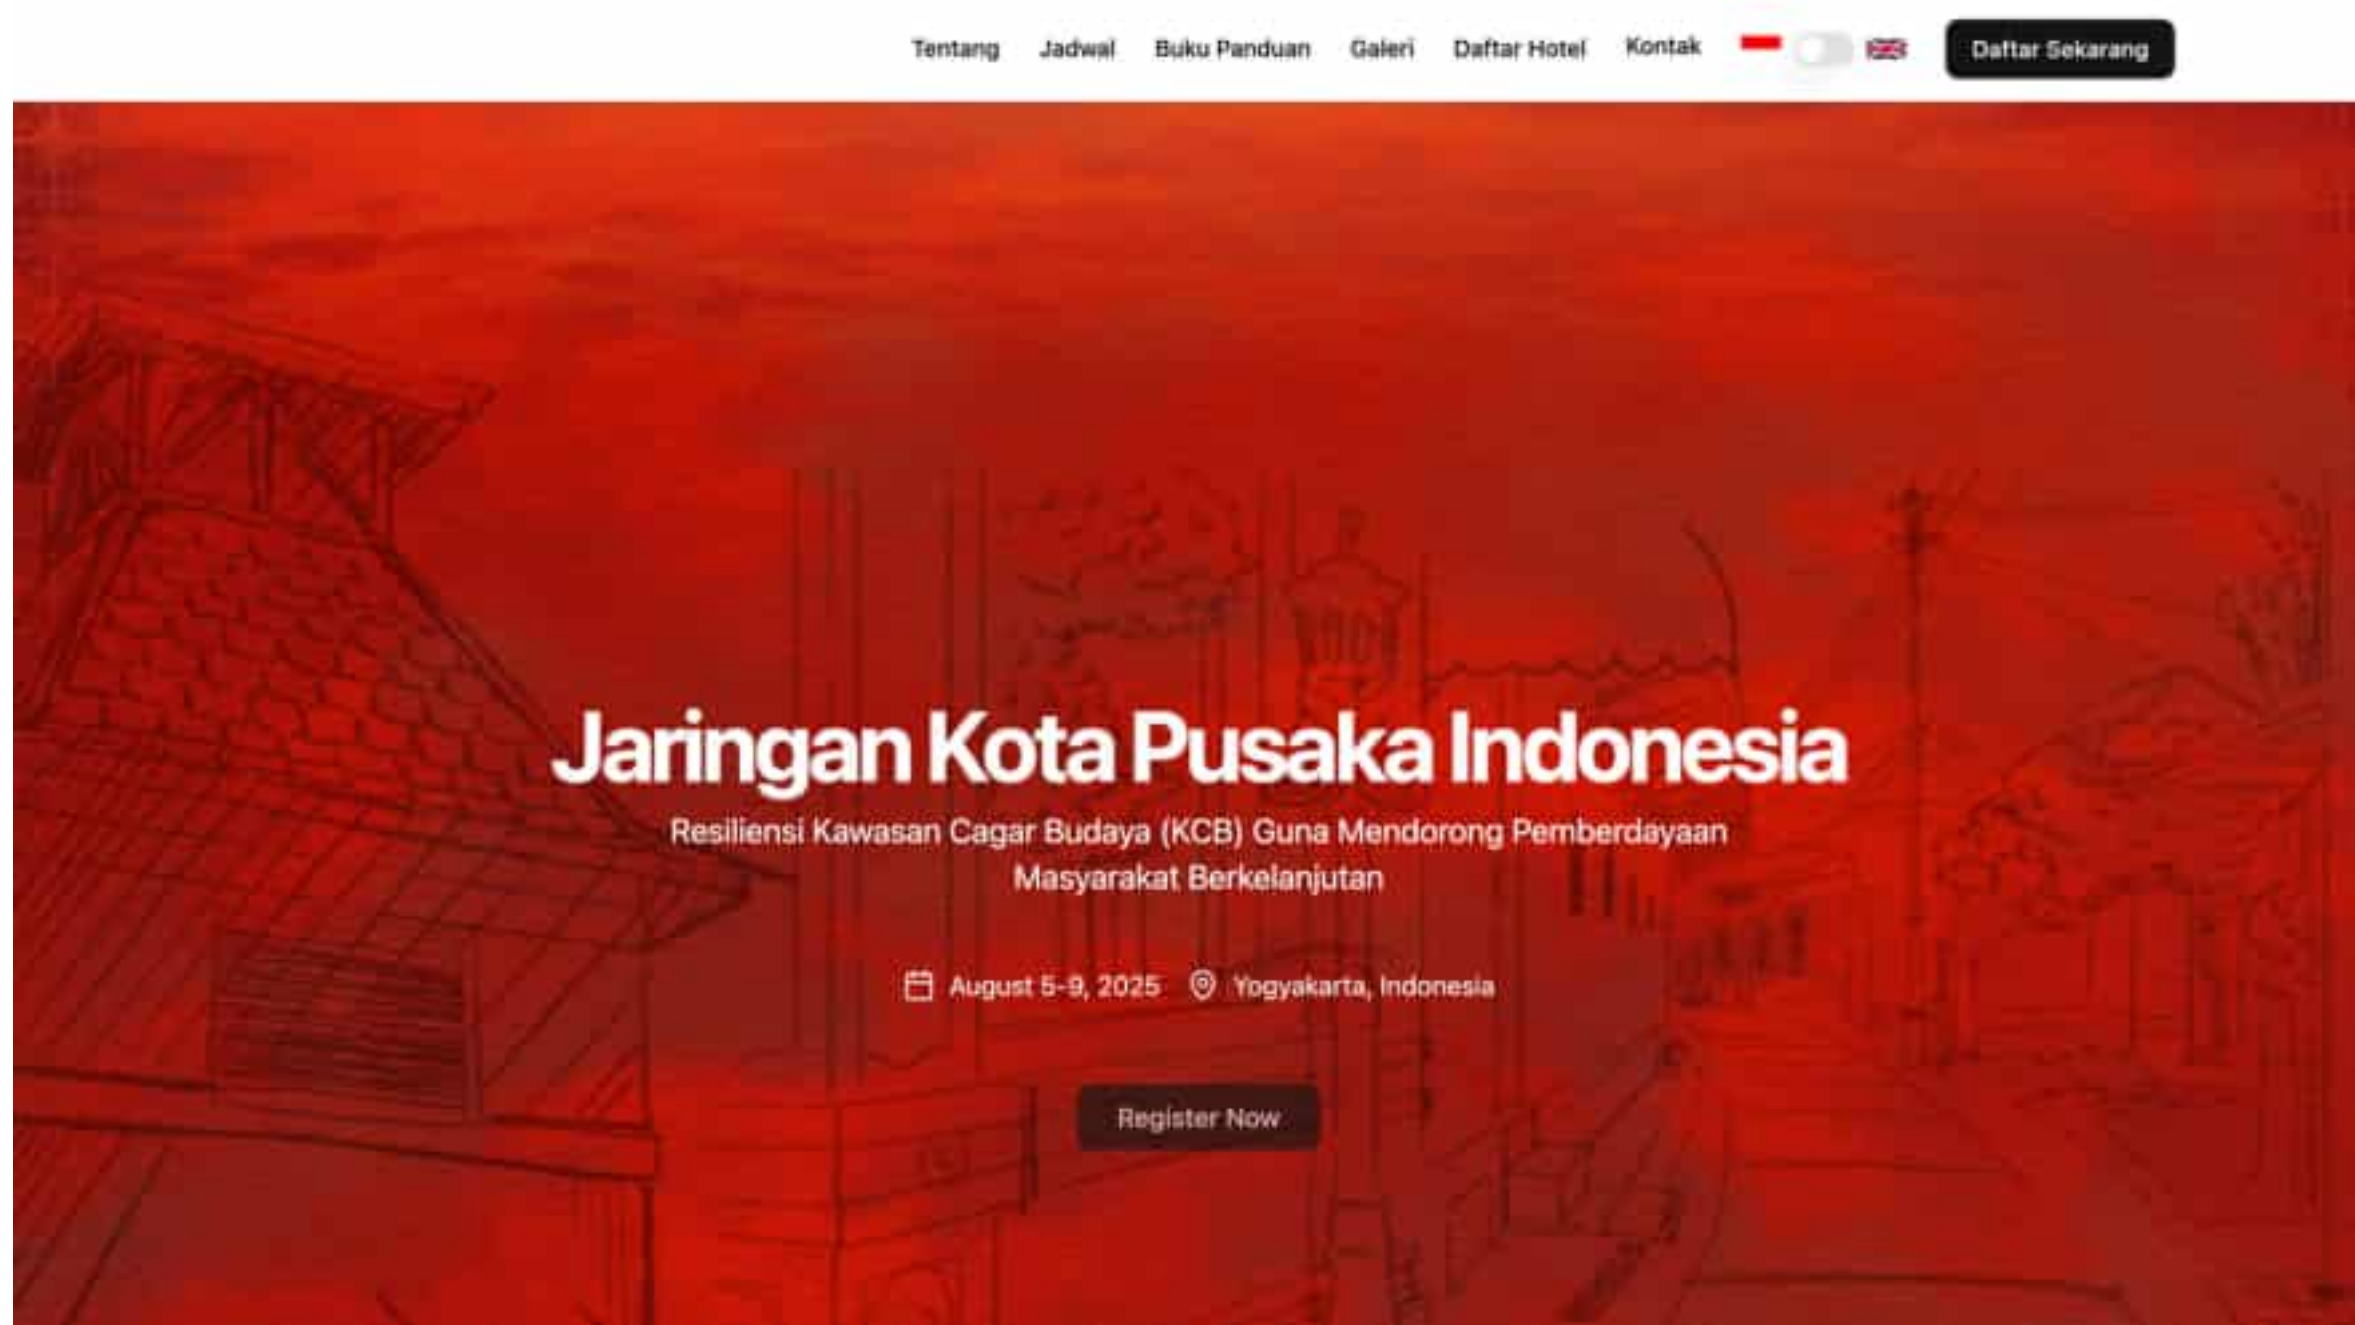 Tentang
Jadwal
Buku Panduan
Galeri
Daftar Hotel
Kontak
Daftar Sekarang
Jaringan Kota Pusaka Indonesia
Resiliensi Kawasan Cagar Budaya (KCB) Guna Mendorong Pemberdayaan
Masyarakat Berkelanjutan
August 5-9, 2025
Yogyakarta, Indonesia
Register Now